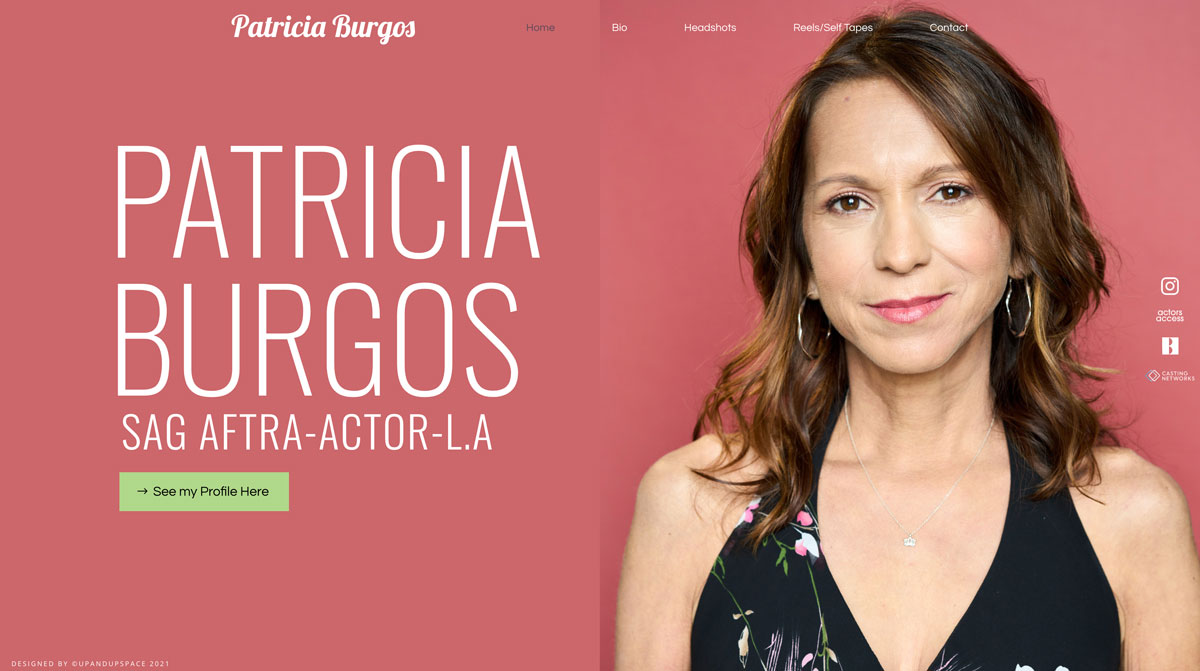 Patricia Burgos
Home
Bio
Headshots
Reels/Self Tapes
Contact
PATRICIA
BURGOS
SAG AFTRA-ACTOR-L.A
→ See my Profile Here
actors
access
B
CASTING
NETWORKS
DESIGNED BY ©UPANDUPSPACE 2021